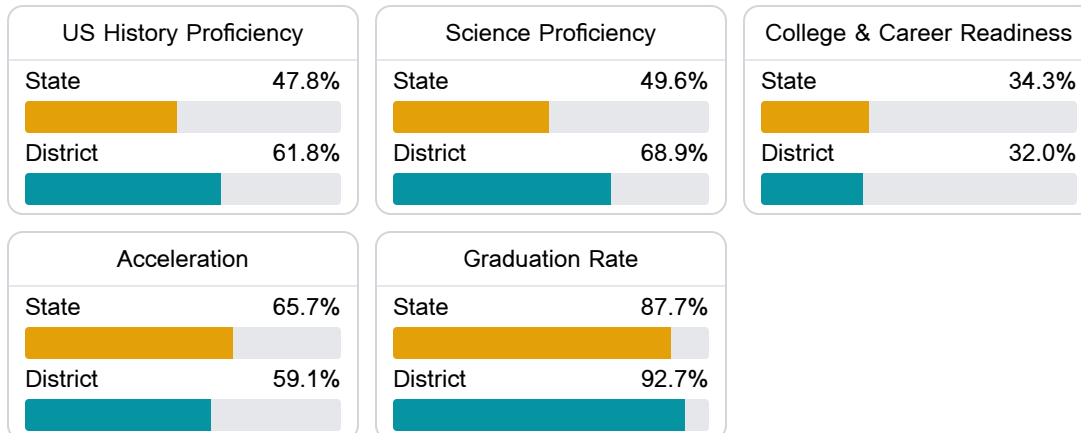 US History Proficiency
State 47.8%
District 61.8%
Science Proficiency
State 49.6%
District 68.9%
College & Career Readiness
State 34.3%
District 32.0%
Acceleration
State 65.7%
District 59.1%
Graduation Rate
State 87.7%
District 92.7%